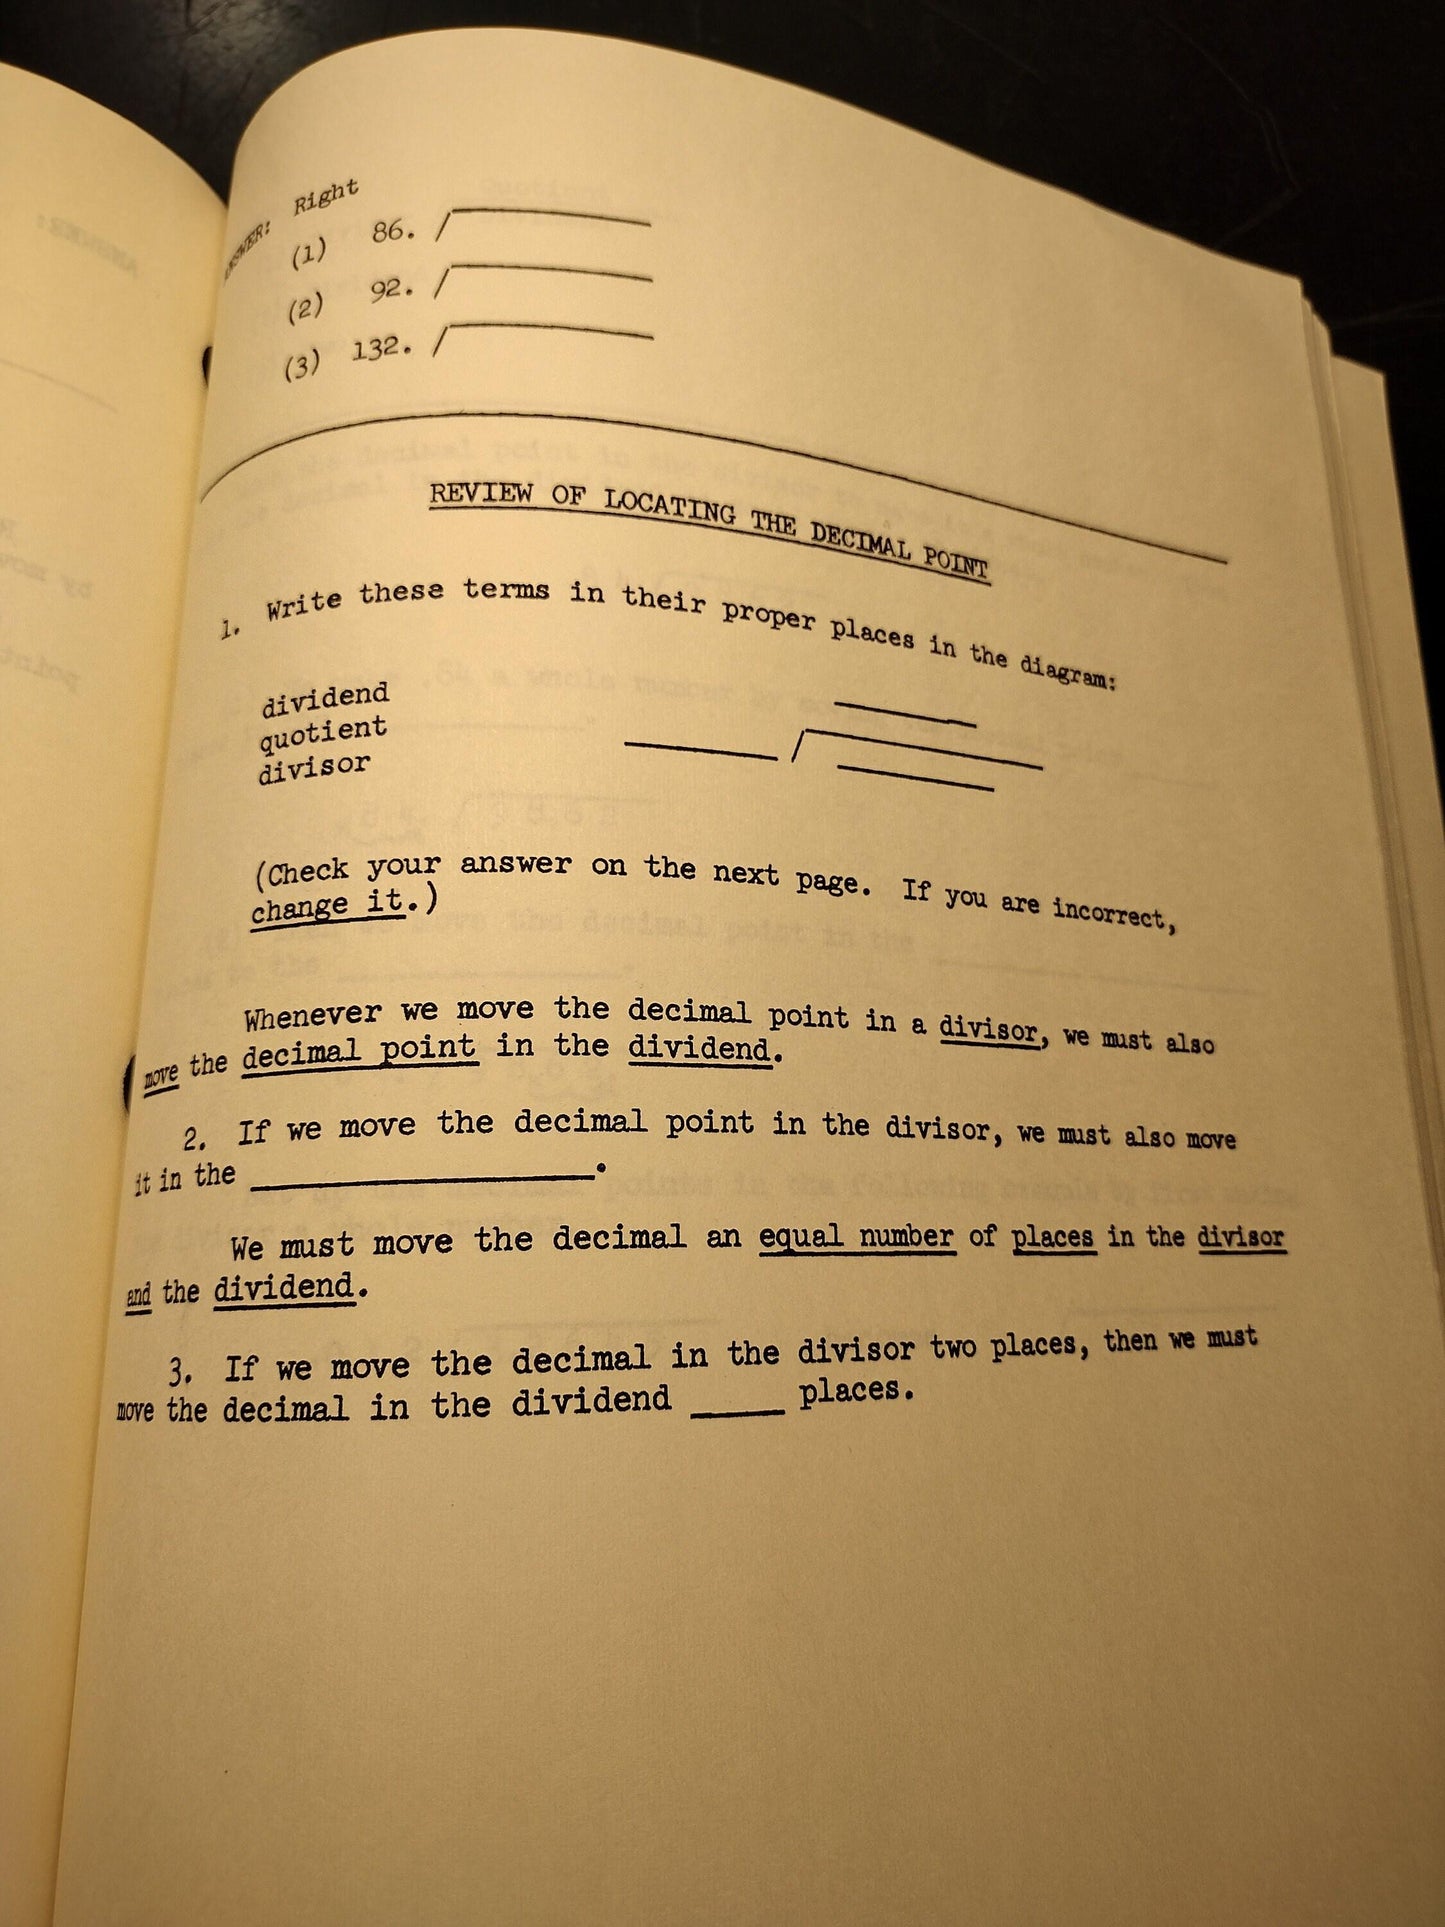 ANSWER: Right
(1) 86.
(2) 92.
(3) 132.
REVIEW OF LOCATING THE DECIMAL POINT
1. Write these terms in their proper places in the diagram:
dividend
quotient
divisor
(Check your answer on the next page. If you are incorrect,
change it.)
Whenever we move the decimal point in a divisor, we must also
move the decimal point in the dividend.
2. If we move the decimal point in the divisor, we must also move
it in the ____________________.
We must move the decimal an equal number of places in the divisor
and the dividend.
3. If we move the decimal in the divisor two places, then we must
move the decimal in the dividend _____ places.